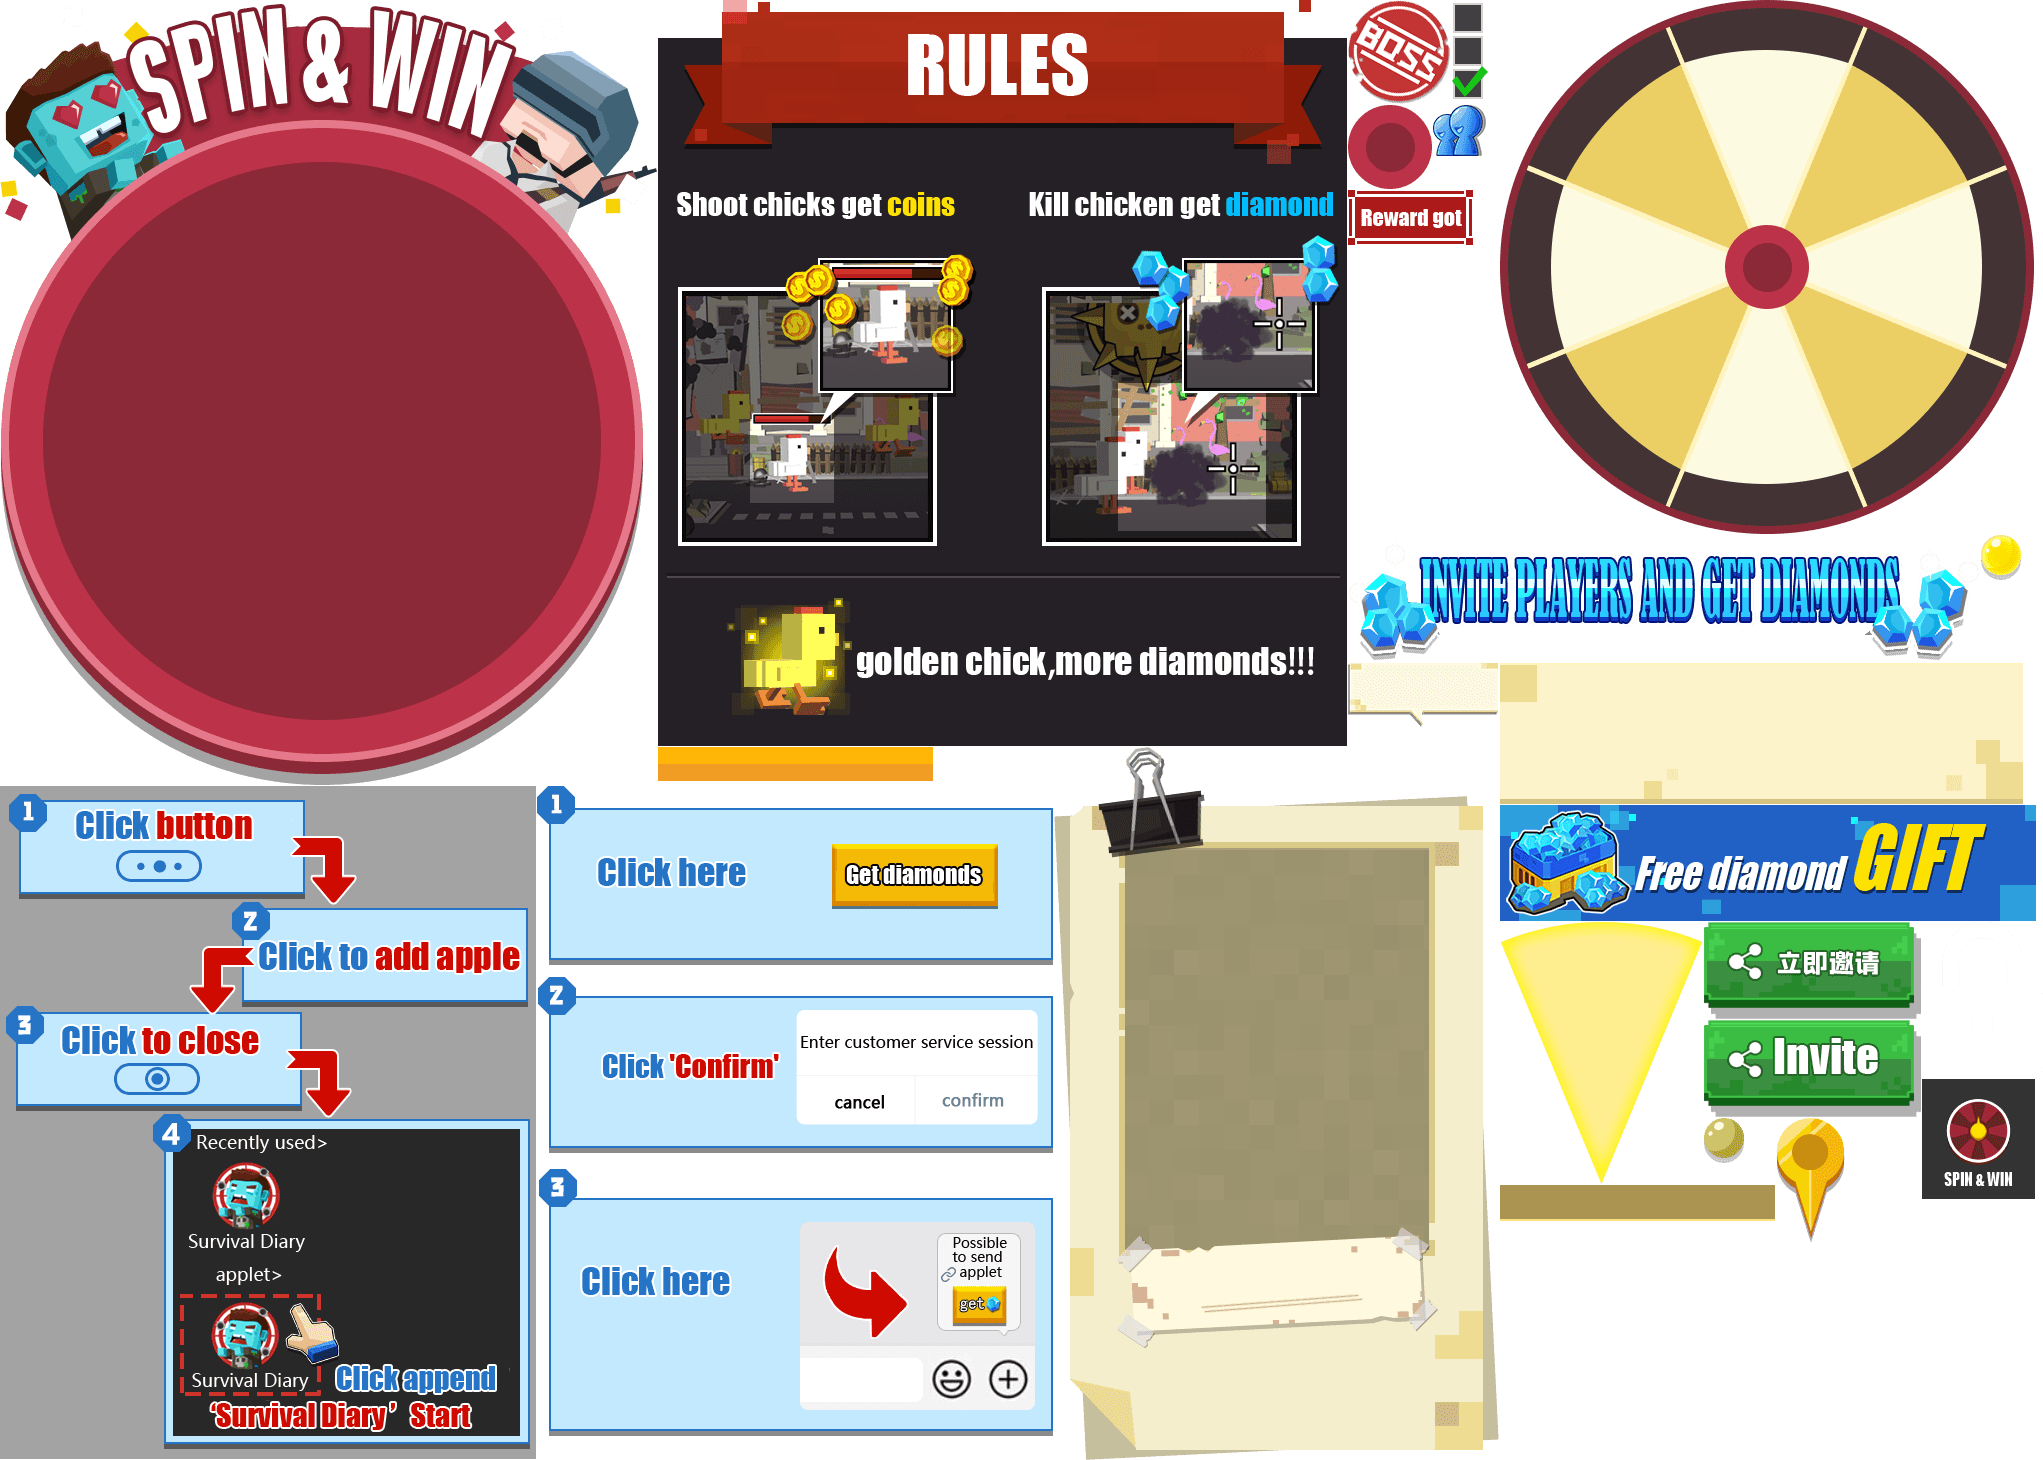 SPIN & WIN
RULES
Shoot chicks get coins
Kill chicken get diamond
golden chick,more diamonds!!!
BOSS
Reward got
INVITE PLAYERS AND GET DIAMONDS
Free diamond GIFT
立即邀请
Invite
SPIN & WIN
1
Click button
2
Click to add apple
3
Click to close
4
Recently used>
Survival Diary
applet>
Survival Diary
Click append
'Survival Diary' Start
1
Click here
Get diamonds
2
Click 'Confirm'
Enter customer service session
cancel
confirm
3
Click here
Possible
to send
applet
get